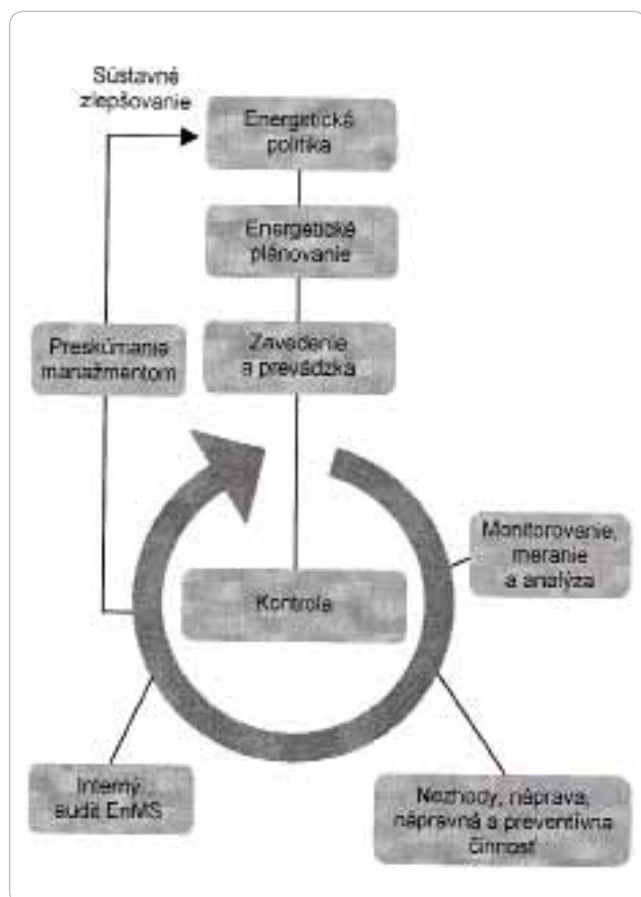 Sústavné
zlepšovanie
Energetická
politika
Energetické
plánovanie
Preskúmanie
manažmentom
Zavedenie
a prevádzka
Monitorovanie,
meranie
a analýza
Kontrola
Interný
audit EnMS
Nezhody, náprava,
nápravná a preventívna
činnosť